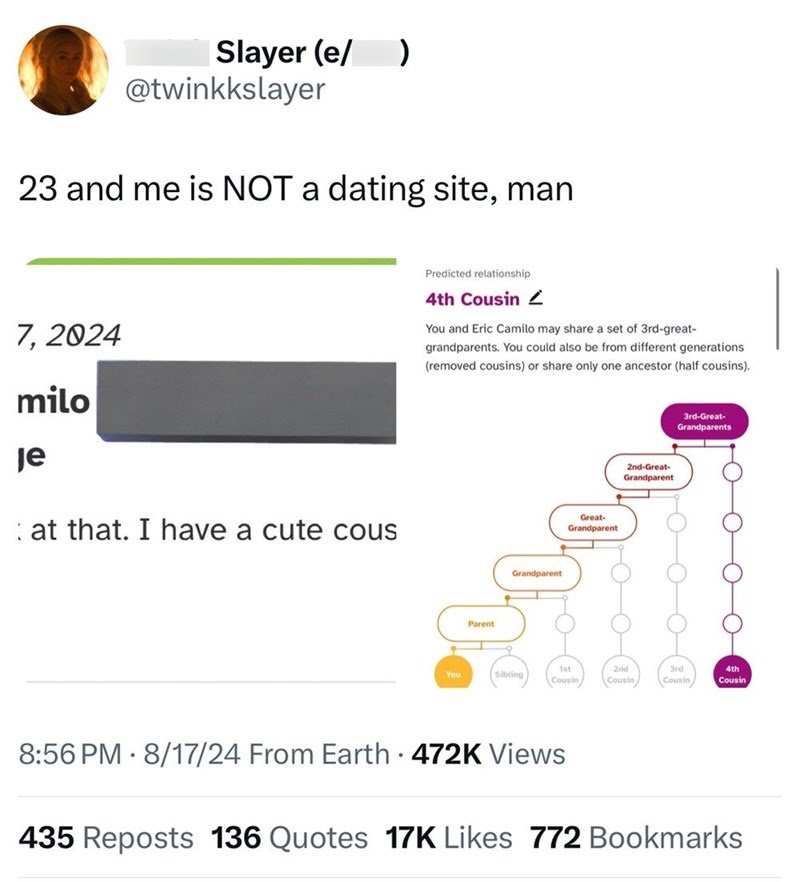 Slayer (e/ )
@twinkkslayer
23 and me is NOT a dating site, man
7, 2024
milo
ge
at that. I have a cute cous
Predicted relationship
4th Cousin
You and Eric Camilo may share a set of 3rd-great-
grandparents. You could also be from different generations
(removed cousins) or share only one ancestor (half cousins).
3rd-Great-
Grandparents
2nd-Great-
Grandparent
Great-
Grandparent
Grandparent
Parent
You
Sibling
1st
Cousin
2nd
Cousin
3rd
Cousin
4th
Cousin
8:56 PM · 8/17/24 From Earth · 472K Views
435 Reposts 136 Quotes 17K Likes 772 Bookmarks